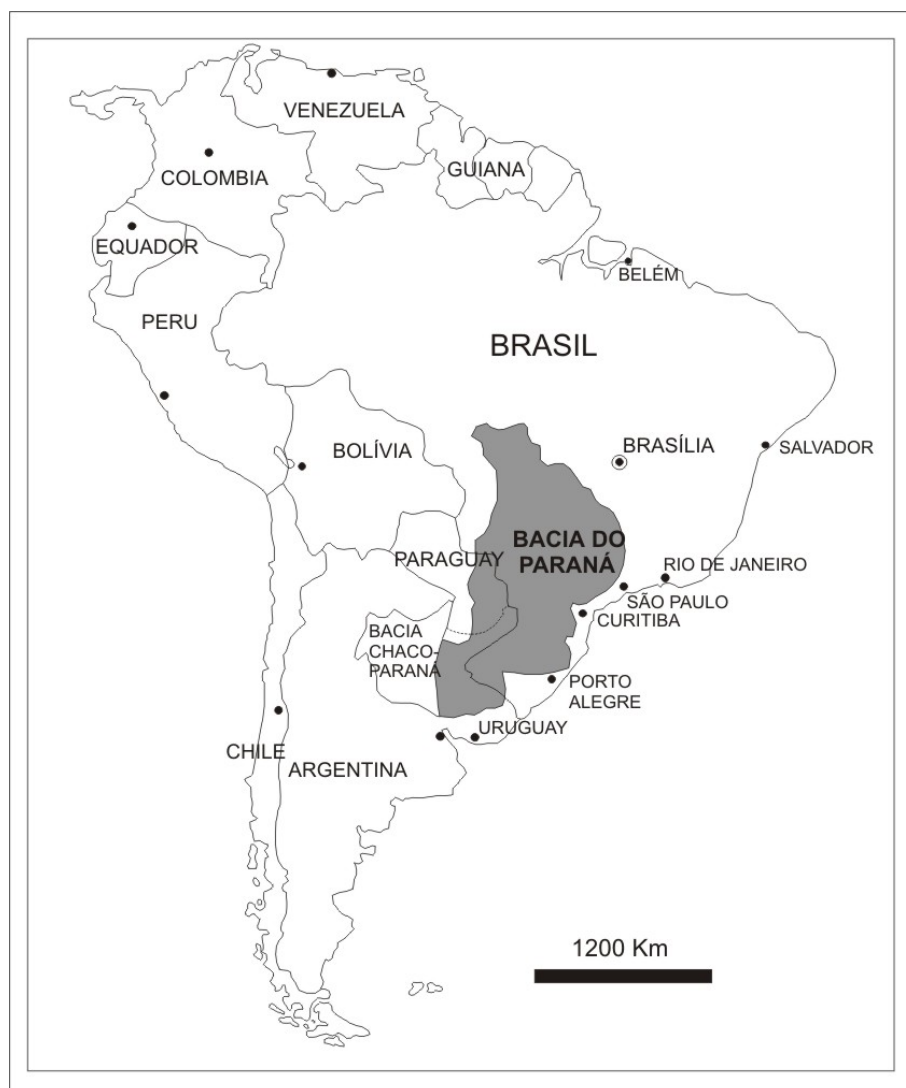 VENEZUELA
COLOMBIA
GUIANA
EQUADOR
BELÉM
PERU
BRASIL
BOLÍVIA
BRASÍLIA
SALVADOR
BACIA DO
PARANÁ
PARAGUAY
RIO DE JANEIRO
SÃO PAULO
CURITIBA
BACIA
CHACO-
PARANÁ
PORTO
ALEGRE
URUGUAY
CHILE
ARGENTINA
1200 Km